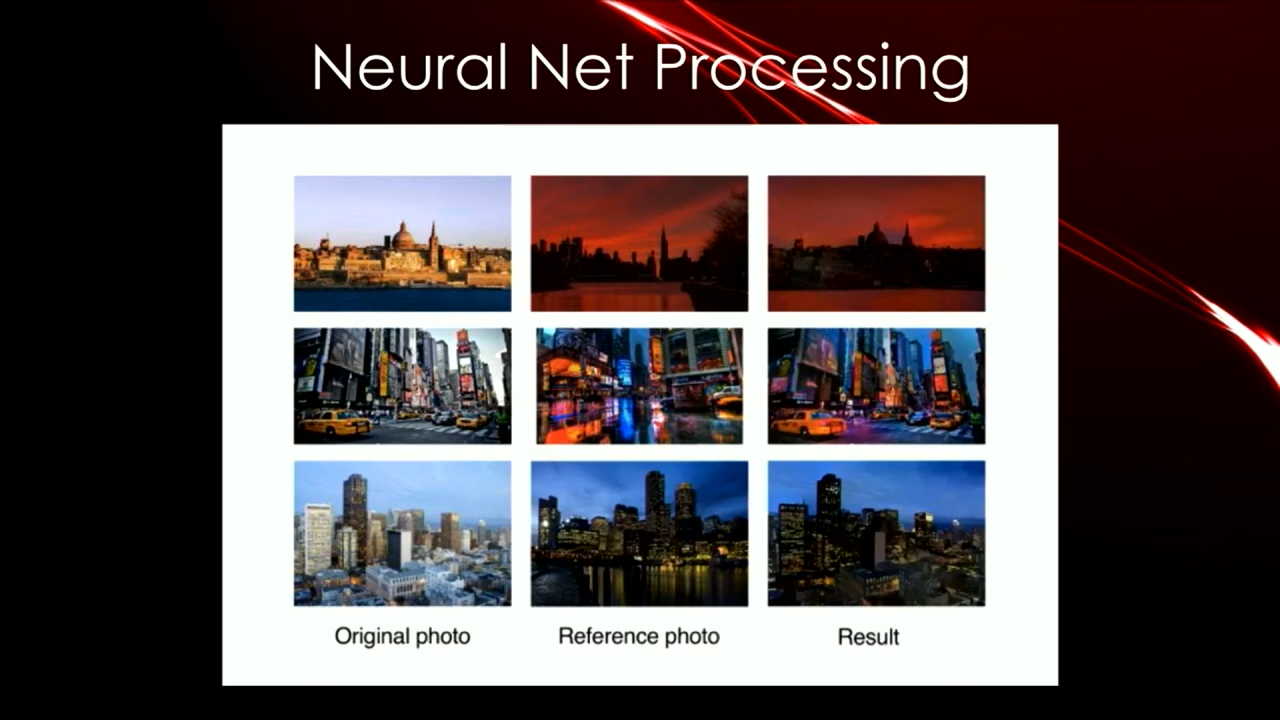 Neural Net Processing
Original photo
Reference photo
Result